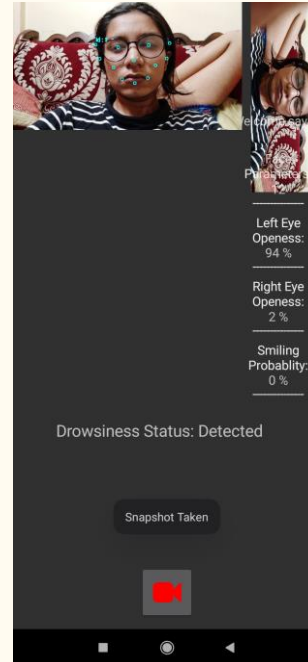 Face
Parameters
Left Eye
Openess:
94 %
Right Eye
Openess:
2 %
Smiling
Probablity:
0 %
Drowsiness Status: Detected
Snapshot Taken